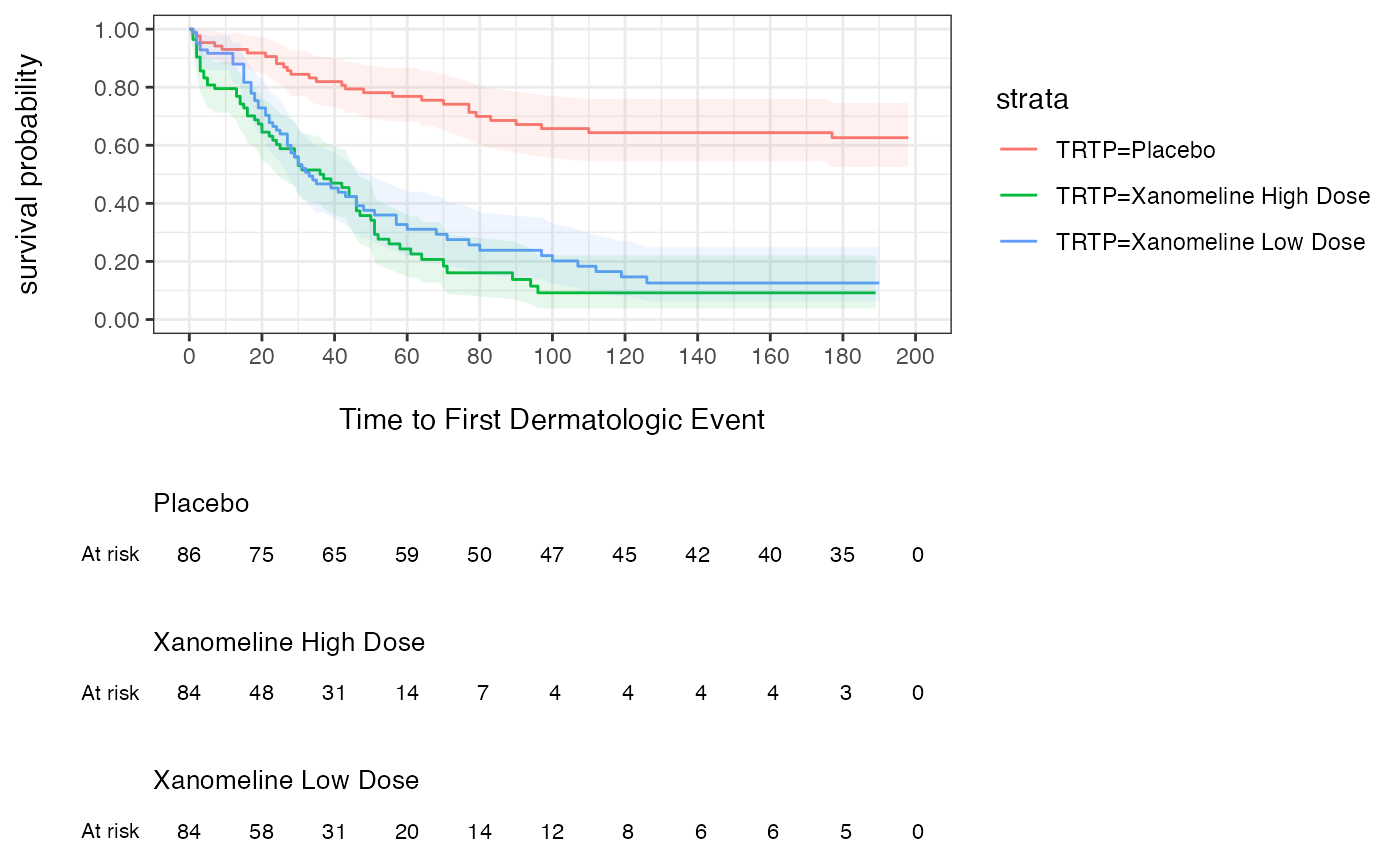 survival probability
1.00
0.80
0.60
0.40
0.20
0.00
0 20 40 60 80 100 120 140 160 180 200
Time to First Dermatologic Event
strata
TRTP=Placebo
TRTP=Xanomeline High Dose
TRTP=Xanomeline Low Dose
Placebo
At risk 86 75 65 59 50 47 45 42 40 35 0
Xanomeline High Dose
At risk 84 48 31 14 7 4 4 4 4 3 0
Xanomeline Low Dose
At risk 84 58 31 20 14 12 8 6 6 5 0